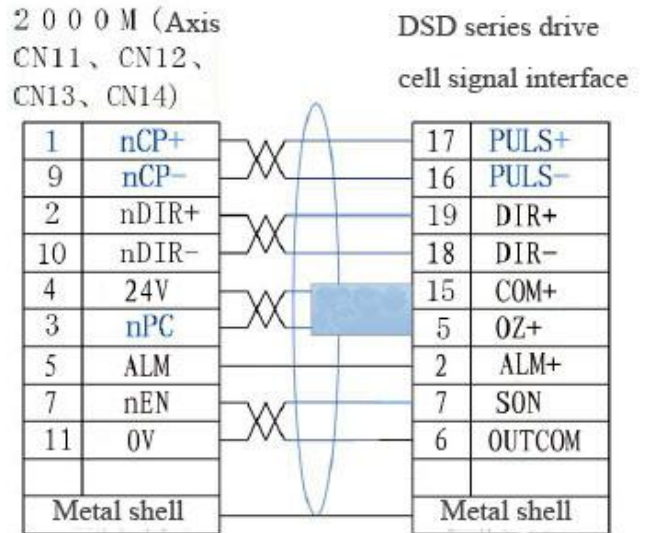 2000M (Axis
CN11、CN12、
CN13、CN14)
DSD series drive
cell signal interface
1 nCP+ 17 PULS+
9 nCP- 16 PULS-
2 nDIR+ 19 DIR+
10 nDIR- 18 DIR-
4 24V 15 COM+
3 nPC 5 OZ+
5 ALM 2 ALM+
7 nEN 7 SON
11 0V 6 OUTCOM
Metal shell Metal shell